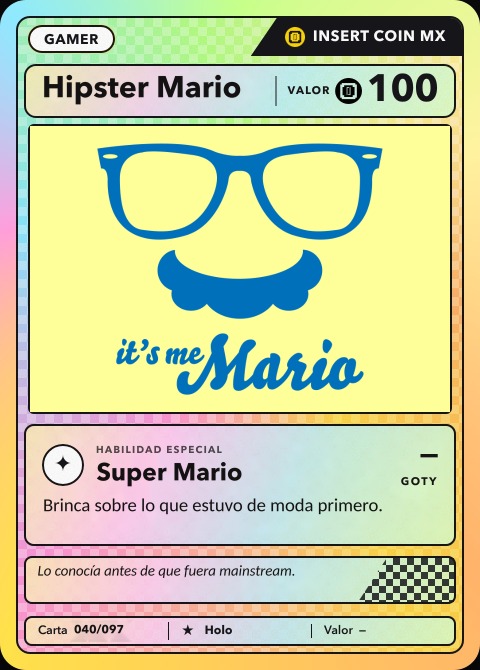 GAMER
INSERT COIN MX
Hipster Mario
VALOR 100
it's me Mario
HABILIDAD ESPECIAL
Super Mario
—
GOTY
Brinca sobre lo que estuvo de moda primero.
Lo conocía antes de que fuera mainstream.
Carta 040/097 ★ Holo Valor —